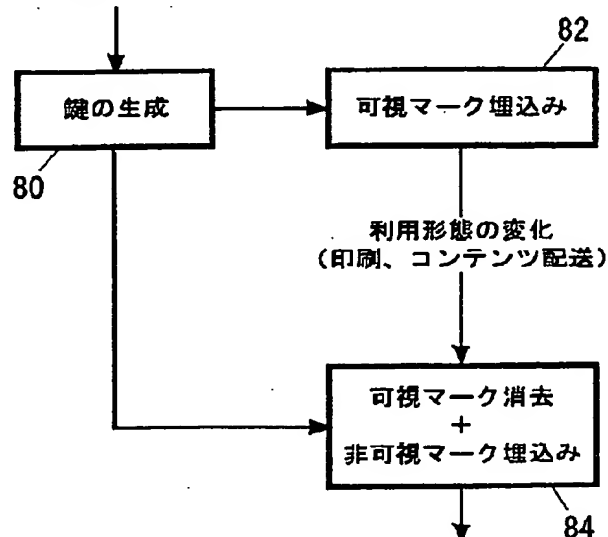 82
鍵の生成
可視マーク埋込み
80
利用形態の変化
(印刷、コンテンツ配送)
可視マーク消去
+
非可視マーク埋込み
84